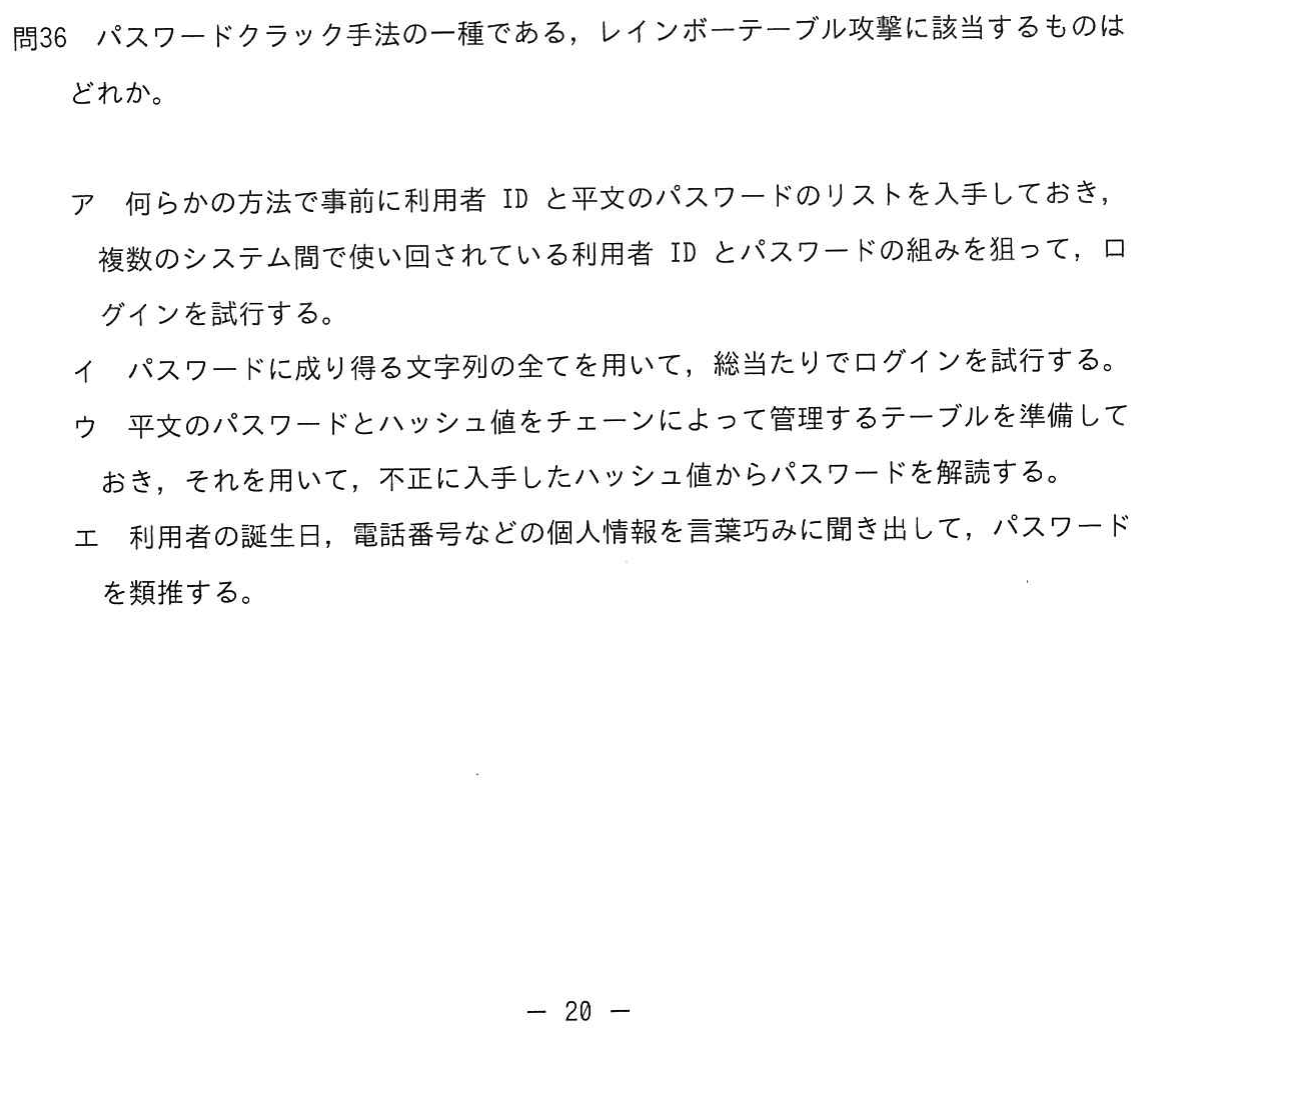 問36　パスワードクラック手法の一種である，レインボーテーブル攻撃に該当するものは
どれか。
ア　何らかの方法で事前に利用者 ID と平文のパスワードのリストを入手しておき，
複数のシステム間で使い回されている利用者 ID とパスワードの組みを狙って，ロ
グインを試行する。
イ　パスワードに成り得る文字列の全てを用いて，総当たりでログインを試行する。
ウ　平文のパスワードとハッシュ値をチェーンによって管理するテーブルを準備して
おき，それを用いて，不正に入手したハッシュ値からパスワードを解読する。
エ　利用者の誕生日，電話番号などの個人情報を言葉巧みに聞き出して，パスワード
を類推する。
― 20 ―